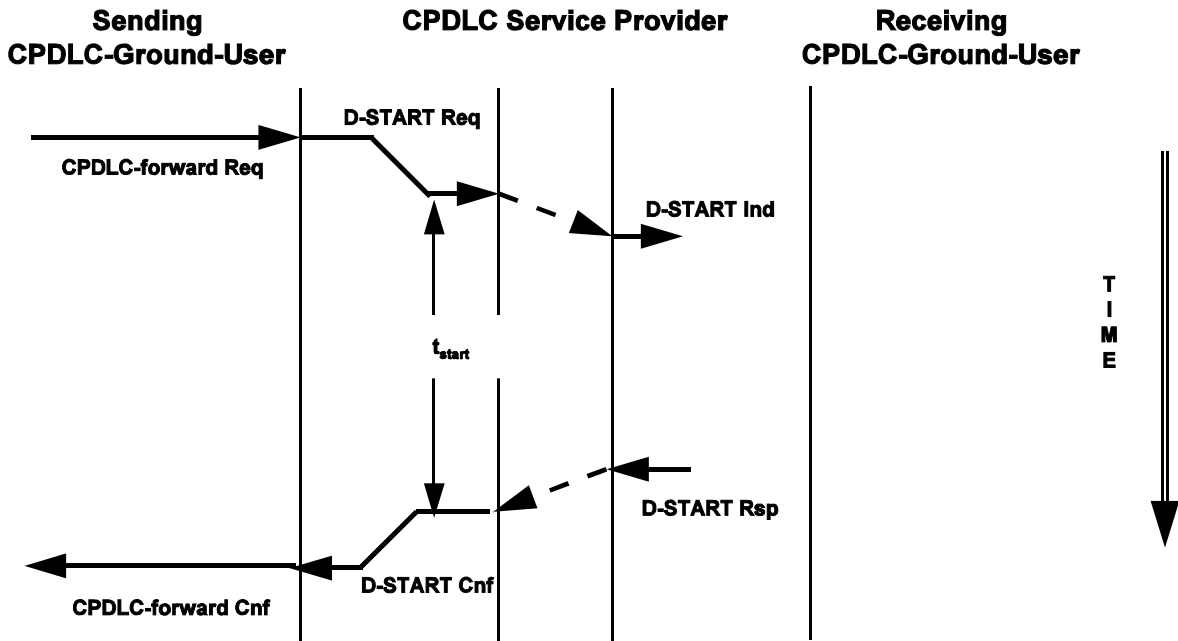 Sending
CPDLC-Ground-User
CPDLC Service Provider
Receiving
CPDLC-Ground-User
D-START Req
CPDLC-forward Req
D-START Ind
T
I
M
E
tstart
D-START Rsp
D-START Cnf
CPDLC-forward Cnf